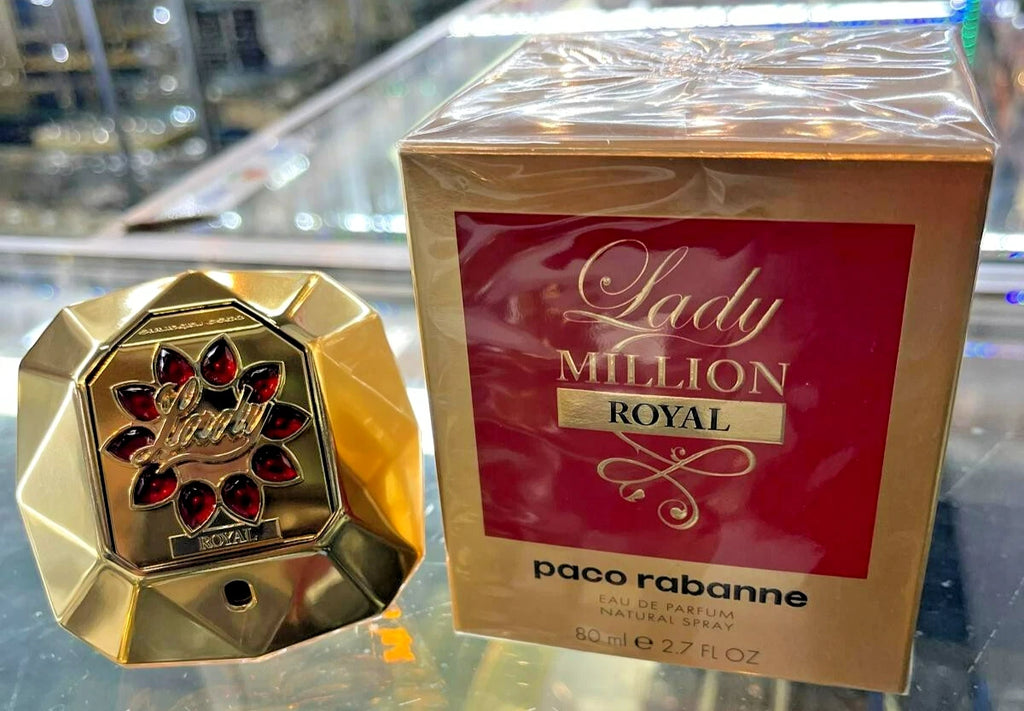 Lady
MILLION
ROYAL
paco rabanne
EAU DE PARFUM
NATURAL SPRAY
80 ml e 2.7 FL OZ
Lady
ROYAL